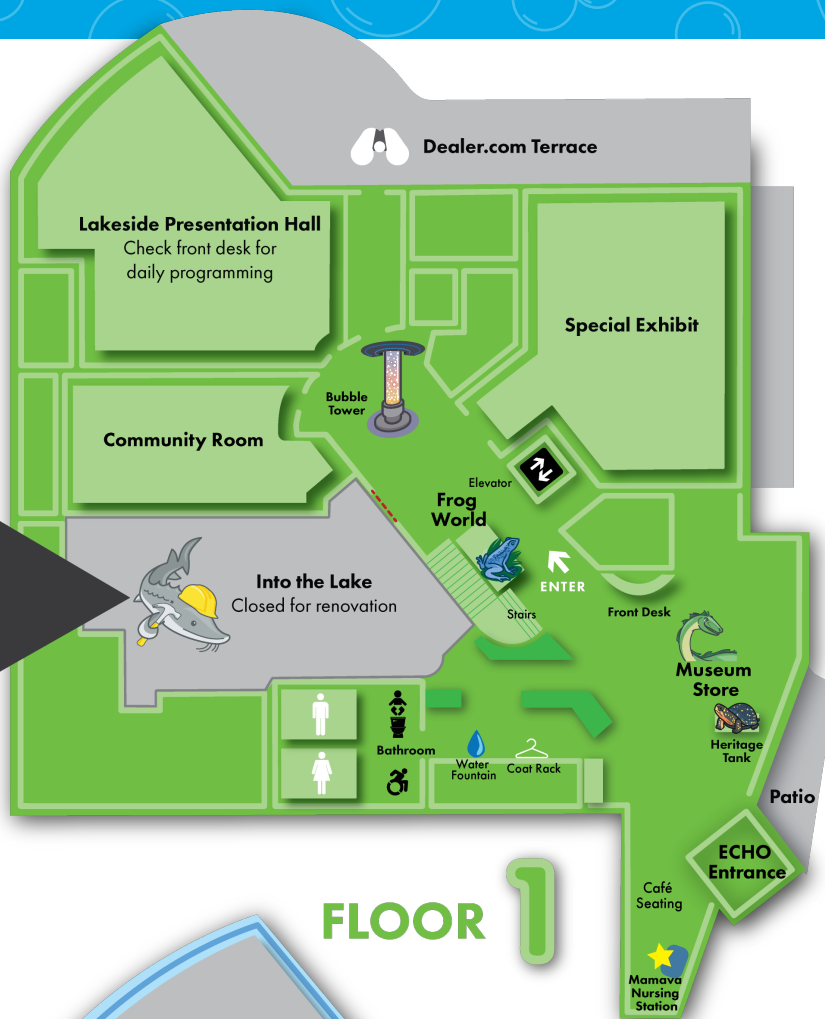 Dealer.com Terrace
Lakeside Presentation Hall
Check front desk for
daily programming
Special Exhibit
Bubble
Tower
Community Room
Elevator
Frog
World
ENTER
Into the Lake
Closed for renovation
Stairs
Front Desk
Museum
Store
Bathroom
Water
Fountain
Coat Rack
Heritage
Tank
Patio
ECHO
Entrance
Café
Seating
FLOOR 1
Mamava
Nursing
Station